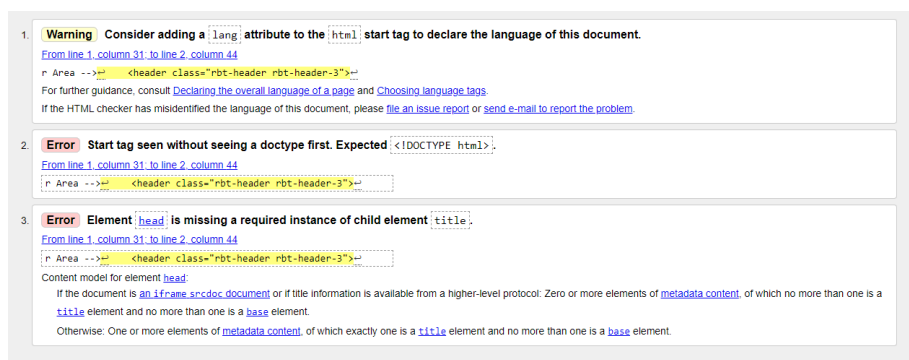 1. Warning Consider adding a lang attribute to the html start tag to declare the language of this document.
From line 1, column 31; to line 2, column 44
r Area -->↩    <header class="rbt-header rbt-header-3">↩
For further guidance, consult Declaring the overall language of a page and Choosing language tags.
If the HTML checker has misidentified the language of this document, please file an issue report or send e-mail to report the problem.
2. Error Start tag seen without seeing a doctype first. Expected <!DOCTYPE html>.
From line 1, column 31; to line 2, column 44
r Area -->↩    <header class="rbt-header rbt-header-3">↩
3. Error Element head is missing a required instance of child element title.
From line 1, column 31; to line 2, column 44
r Area -->↩    <header class="rbt-header rbt-header-3">↩
Content model for element head:
If the document is an iframe srcdoc document or if title information is available from a higher-level protocol: Zero or more elements of metadata content, of which no more than one is a
title element and no more than one is a base element.
Otherwise: One or more elements of metadata content, of which exactly one is a title element and no more than one is a base element.